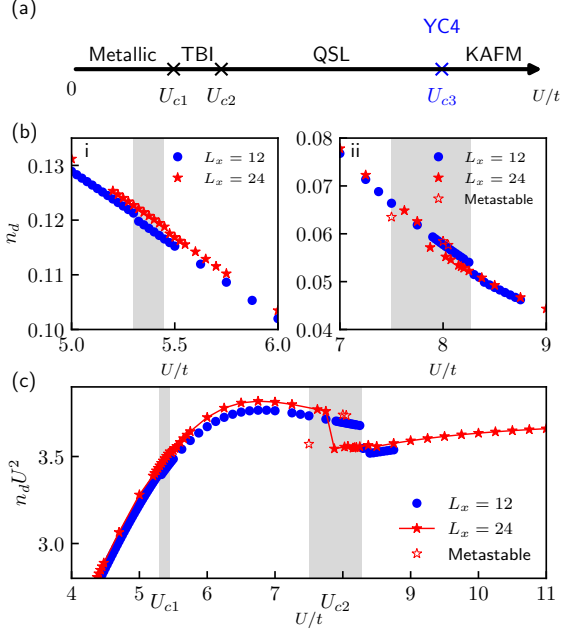 (a)
YC4
Metallic TBI QSL KAFM
0 U_{c1} U_{c2} U_{c3} U/t
(b)
i
L_x = 12
L_x = 24
0.13
0.12
0.11
0.10
n_d
5.0 5.5 6.0
U/t
ii
L_x = 12
L_x = 24
Metastable
0.08
0.07
0.06
0.05
0.04
7 8 9
U/t
(c)
3.5
2.8
n_dU^2
L_x = 12
L_x = 24
Metastable
4 5 6 7 8 9 10 11
U_{c1} U/t U_{c2}